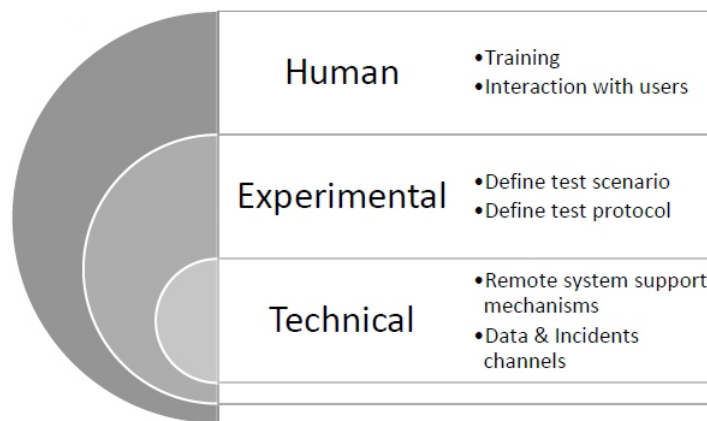 Human
•Training
•Interaction with users
Experimental
•Define test scenario
•Define test protocol
Technical
•Remote system support
mechanisms
•Data & Incidents
channels